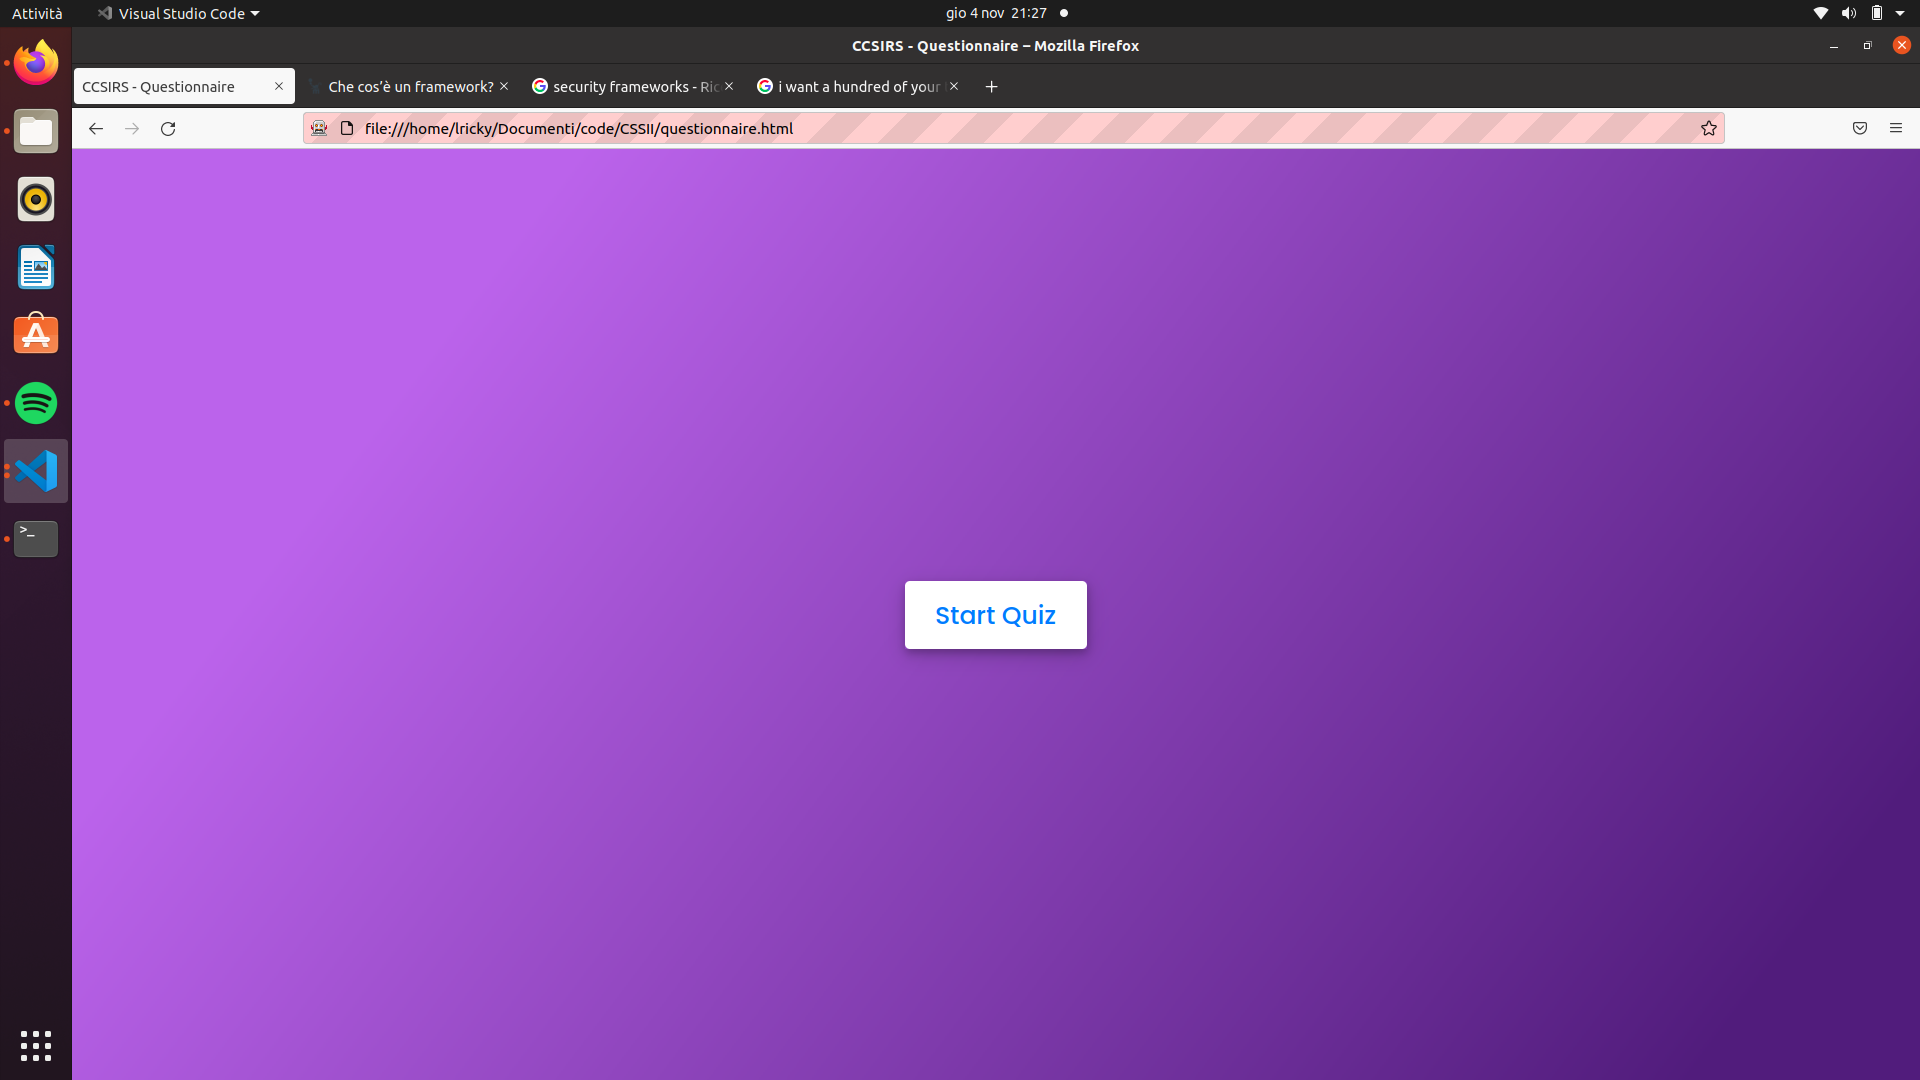 Attività
Visual Studio Code
gio 4 nov 21:27
CCSIRS - Questionnaire – Mozilla Firefox
CCSIRS - Questionnaire
Che cos'è un framework?
security frameworks - Ric
i want a hundred of your
file:///home/lricky/Documenti/code/CSSII/questionnaire.html
>_
Start Quiz